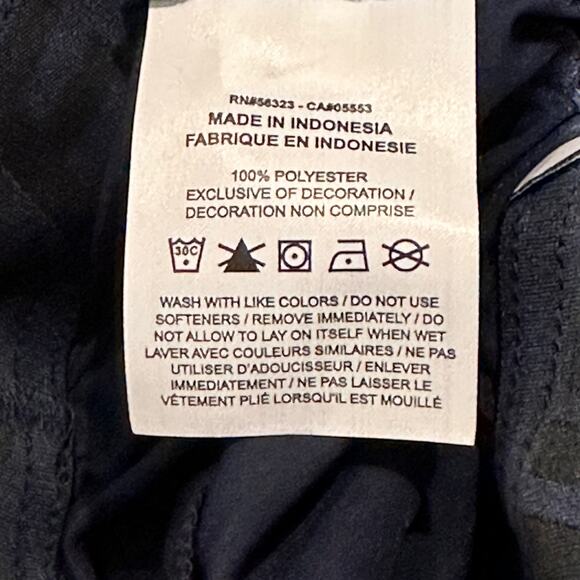 RN#56323 - CA#05553
MADE IN INDONESIA
FABRIQUE EN INDONESIE
100% POLYESTER
EXCLUSIVE OF DECORATION /
DECORATION NON COMPRISE
30C
WASH WITH LIKE COLORS / DO NOT USE
SOFTENERS / REMOVE IMMEDIATELY / DO
NOT ALLOW TO LAY ON ITSELF WHEN WET
LAVER AVEC COULEURS SIMILAIRES / NE PAS
UTILISER D'ADOUCISSEUR / ENLEVER
IMMEDIATEMENT / NE PAS LAISSER LE
VÊTEMENT PLIÉ LORSQU'IL EST MOUILLÉ